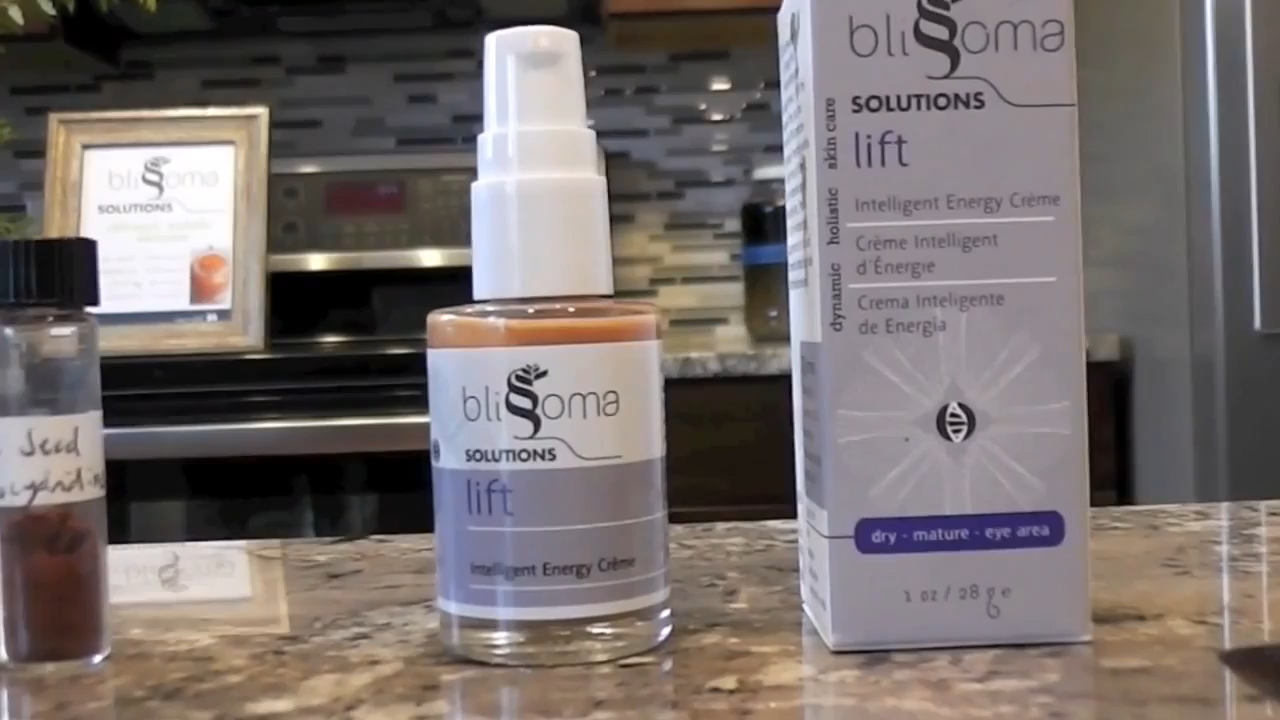 blissoma
SOLUTIONS
Seed
blissoma
SOLUTIONS
lift
Intelligent Energy Crème
dynamic holistic skin care
blissoma
SOLUTIONS
lift
Intelligent Energy Crème
Crème Intelligent
d'Énergie
Crema Inteligente
de Energia
dry - mature - eye area
1 oz / 28 g e